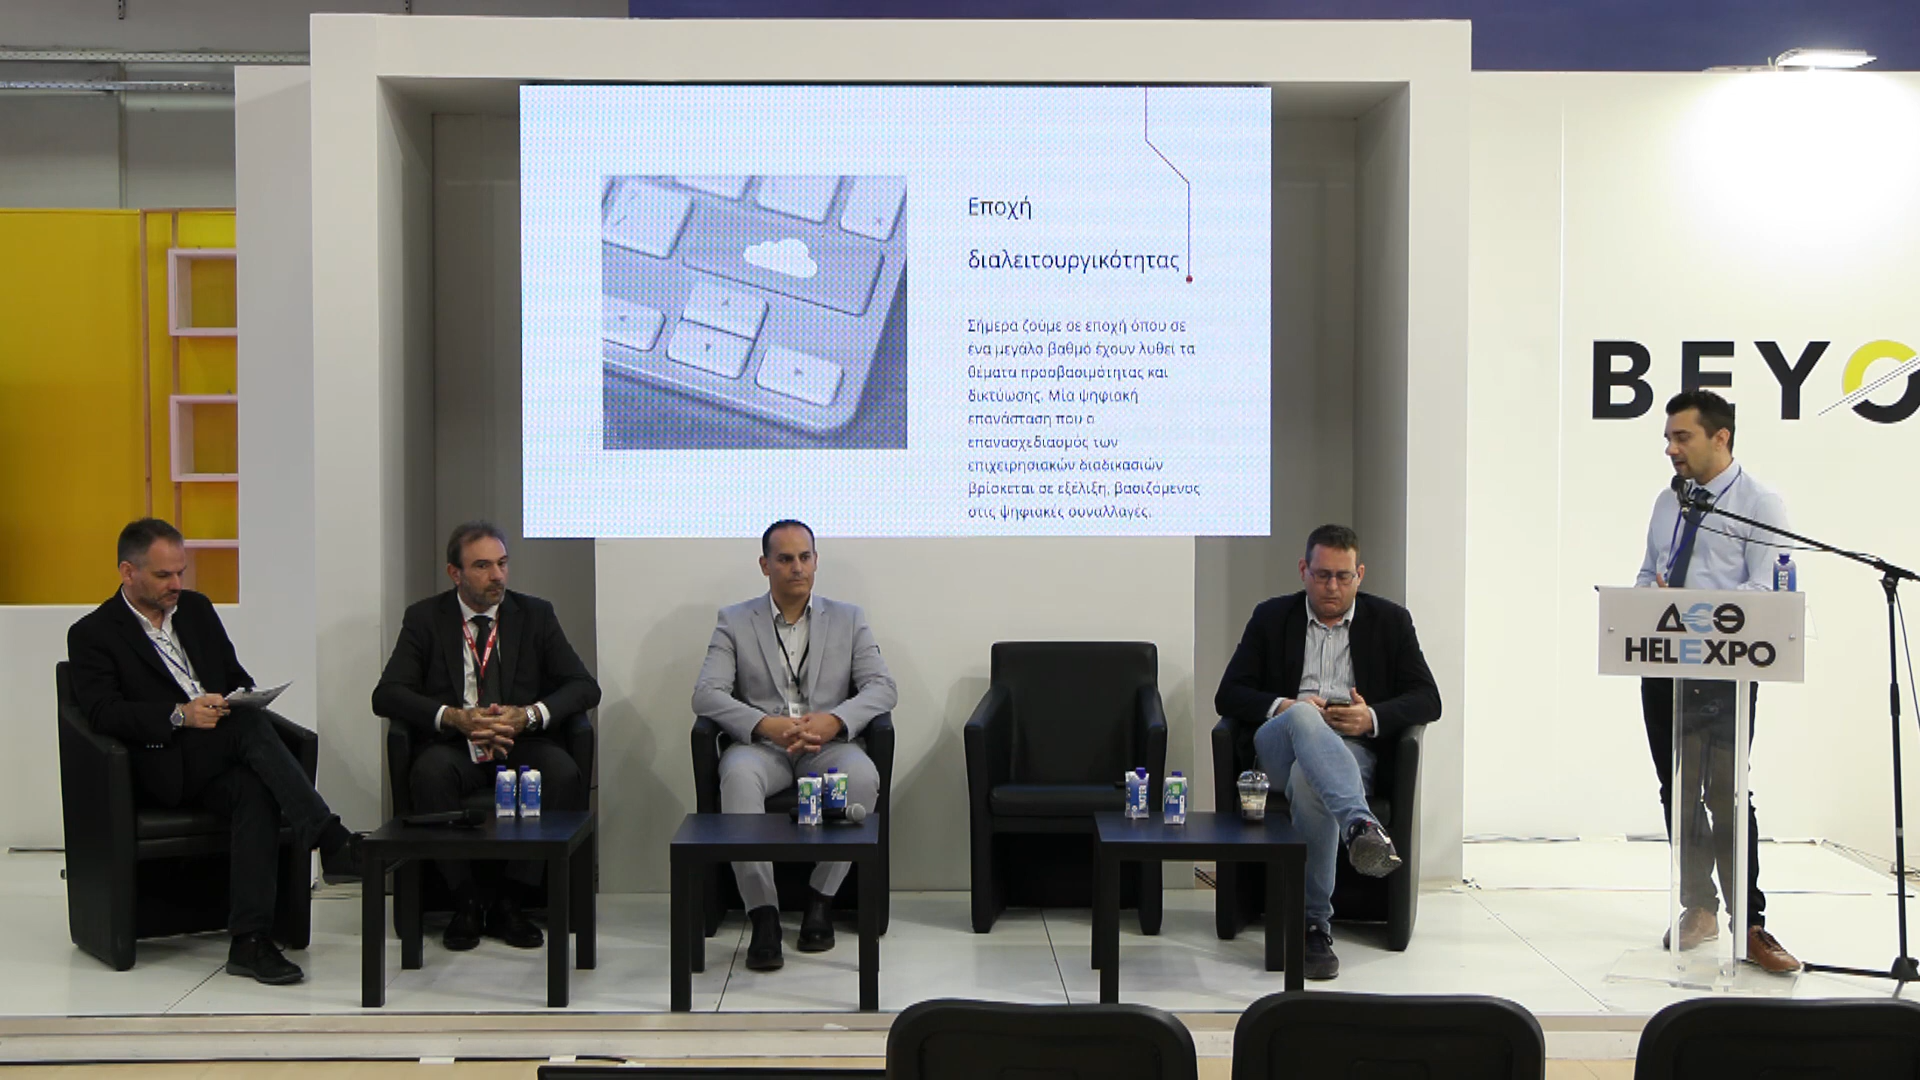 Εποχή
διαλειτουργικότητας
Σήμερα ζούμε σε εποχή όπου σε
ένα μεγάλο βαθμό έχουν λυθεί τα
θέματα προσβασιμότητας και
δικτύωσης. Μία ψηφιακή
επανάσταση που ο
επανασχεδιασμός των
επιχειρησιακών διαδικασιών
βρίσκεται σε εξέλιξη, βασιζόμενος
στις ψηφιακές συναλλαγές.
BEYO
ΔΕΘ
HELEXPO
WATER